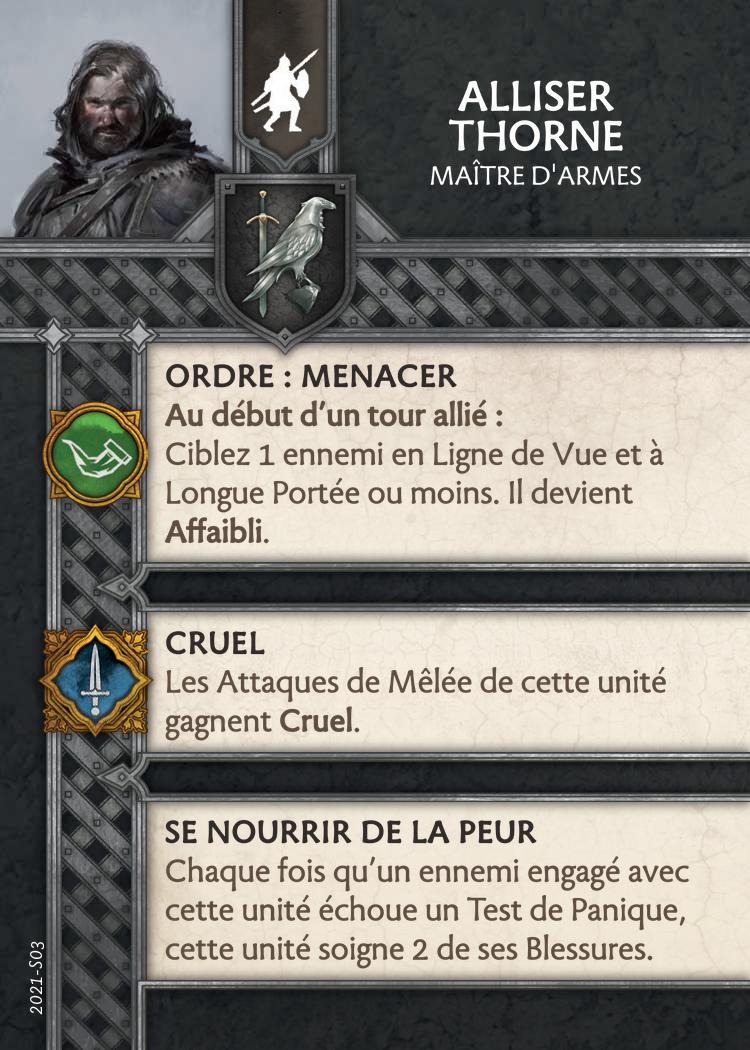 ALLISER
THORNE
MAÎTRE D'ARMES
ORDRE : MENACER
Au début d’un tour allié :
Ciblez 1 ennemi en Ligne de Vue et à
Longue Portée ou moins. Il devient
Affaibli.
CRUEL
Les Attaques de Mêlée de cette unité
gagnent Cruel.
SE NOURRIR DE LA PEUR
Chaque fois qu’un ennemi engagé avec
cette unité échoue un Test de Panique,
cette unité soigne 2 de ses Blessures.
2021-S03